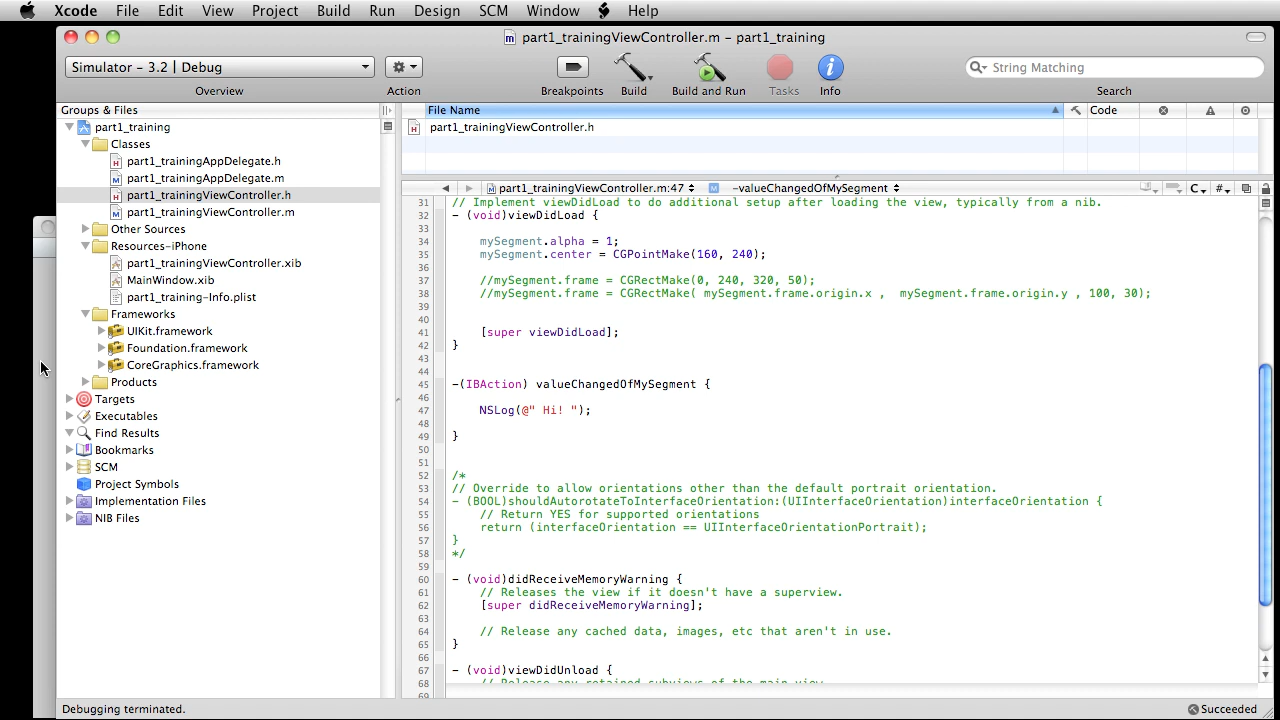 Xcode File Edit View Project Build Run Design SCM Window Help
part1_trainingViewController.m – part1_training
Simulator – 3.2 | Debug
String Matching
Overview Action Breakpoints Build Build and Run Tasks Info Search
Groups & Files
part1_training
Classes
part1_trainingAppDelegate.h
part1_trainingAppDelegate.m
part1_trainingViewController.h
part1_trainingViewController.m
Other Sources
Resources-iPhone
part1_trainingViewController.xib
MainWindow.xib
part1_training-Info.plist
Frameworks
UIKit.framework
Foundation.framework
CoreGraphics.framework
Products
Targets
Executables
Find Results
Bookmarks
SCM
Project Symbols
Implementation Files
NIB Files
File Name Code
part1_trainingViewController.h
part1_trainingViewController.m:47 M -valueChangedOfMySegment C #
31 // Implement viewDidLoad to do additional setup after loading the view, typically from a nib.
32 - (void)viewDidLoad {
33
34 mySegment.alpha = 1;
35 mySegment.center = CGPointMake(160, 240);
36
37 //mySegment.frame = CGRectMake(0, 240, 320, 50);
38 //mySegment.frame = CGRectMake( mySegment.frame.origin.x , mySegment.frame.origin.y , 100, 30);
39
40
41 [super viewDidLoad];
42 }
43
44
45 -(IBAction) valueChangedOfMySegment {
46
47 NSLog(@" Hi! ");
48
49 }
50
51
52 /*
53 // Override to allow orientations other than the default portrait orientation.
54 - (BOOL)shouldAutorotateToInterfaceOrientation:(UIInterfaceOrientation)interfaceOrientation {
55 // Return YES for supported orientations
56 return (interfaceOrientation == UIInterfaceOrientationPortrait);
57 }
58 */
59
60 - (void)didReceiveMemoryWarning {
61 // Releases the view if it doesn't have a superview.
62 [super didReceiveMemoryWarning];
63
64 // Release any cached data, images, etc that aren't in use.
65 }
66
67 - (void)viewDidUnload {
68 // Release any retained subviews of the main view.
69
Debugging terminated. Succeeded